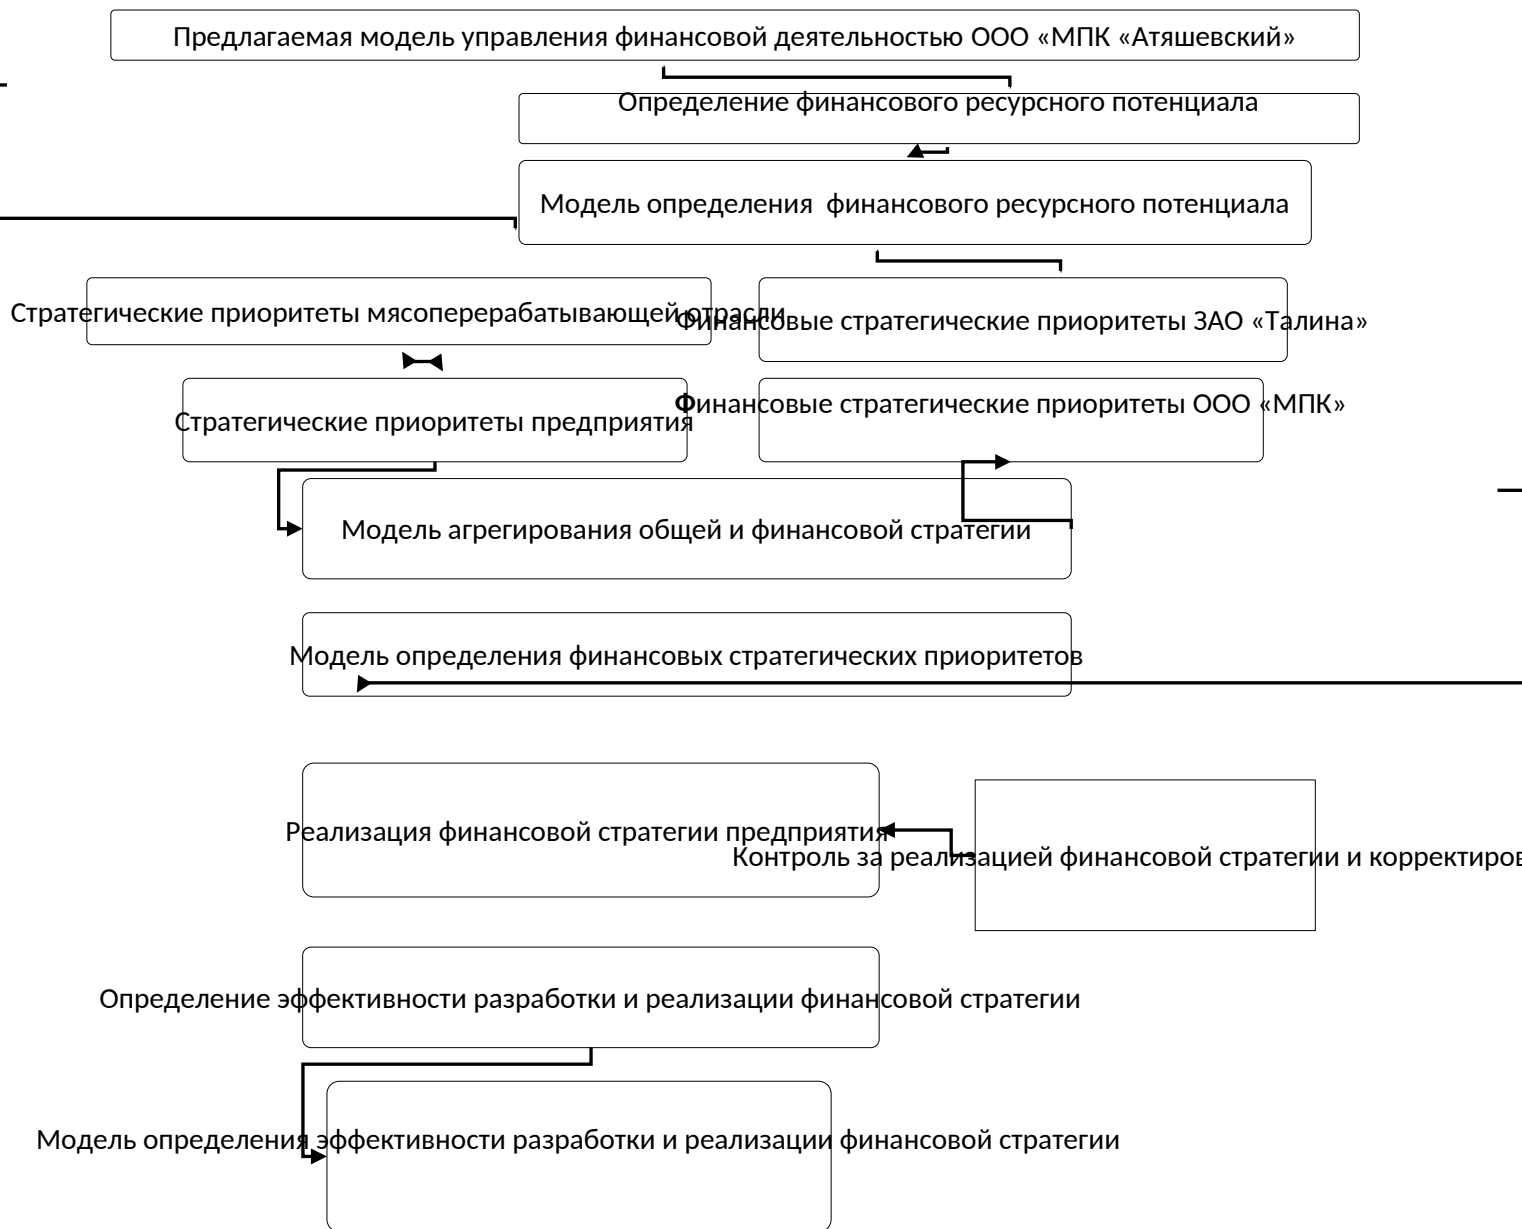 Предлагаемая модель управления финансовой деятельностью ООО «МПК «Атяшевский»
Определение финансового ресурсного потенциала
Модель определения финансового ресурсного потенциала
Стратегические приоритеты мясоперерабатывающей отрасли
Финансовые стратегические приоритеты ЗАО «Талина»
Стратегические приоритеты предприятия
Финансовые стратегические приоритеты ООО «МПК»
Модель агрегирования общей и финансовой стратегии
Модель определения финансовых стратегических приоритетов
Реализация финансовой стратегии предприятия
Контроль за реализацией финансовой стратегии и
Определение эффективности разработки и реализации финансовой стратегии
Модель определения эффективности разработки и реализации финансовой стратегии